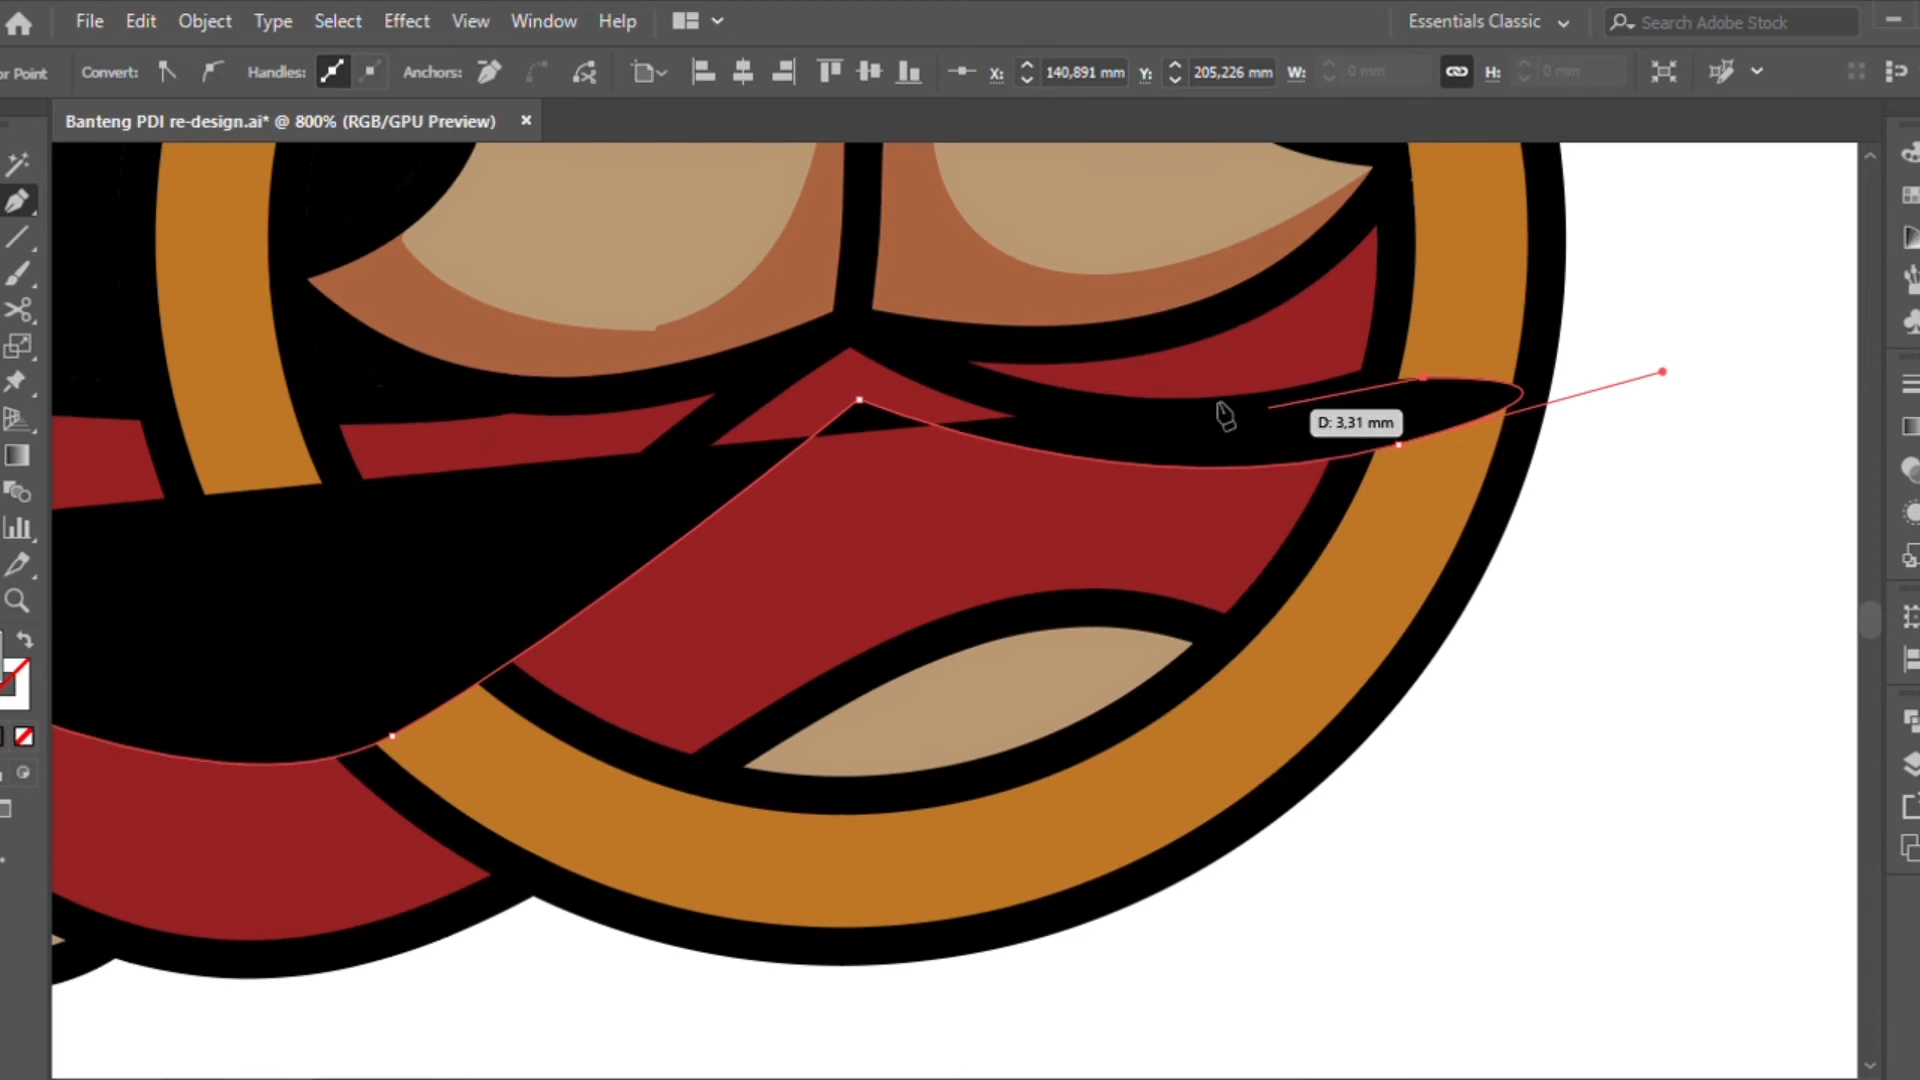 File Edit Object Type Select Effect View Window Help Essentials Classic Search Adobe Stock
or Point Convert: Handles: Anchors: X: 140,891 mm Y: 205,226 mm W: 0 mm H: 0 mm
Banteng PDI re-design.ai* @ 800% (RGB/GPU Preview) ×
D: 3,31 mm